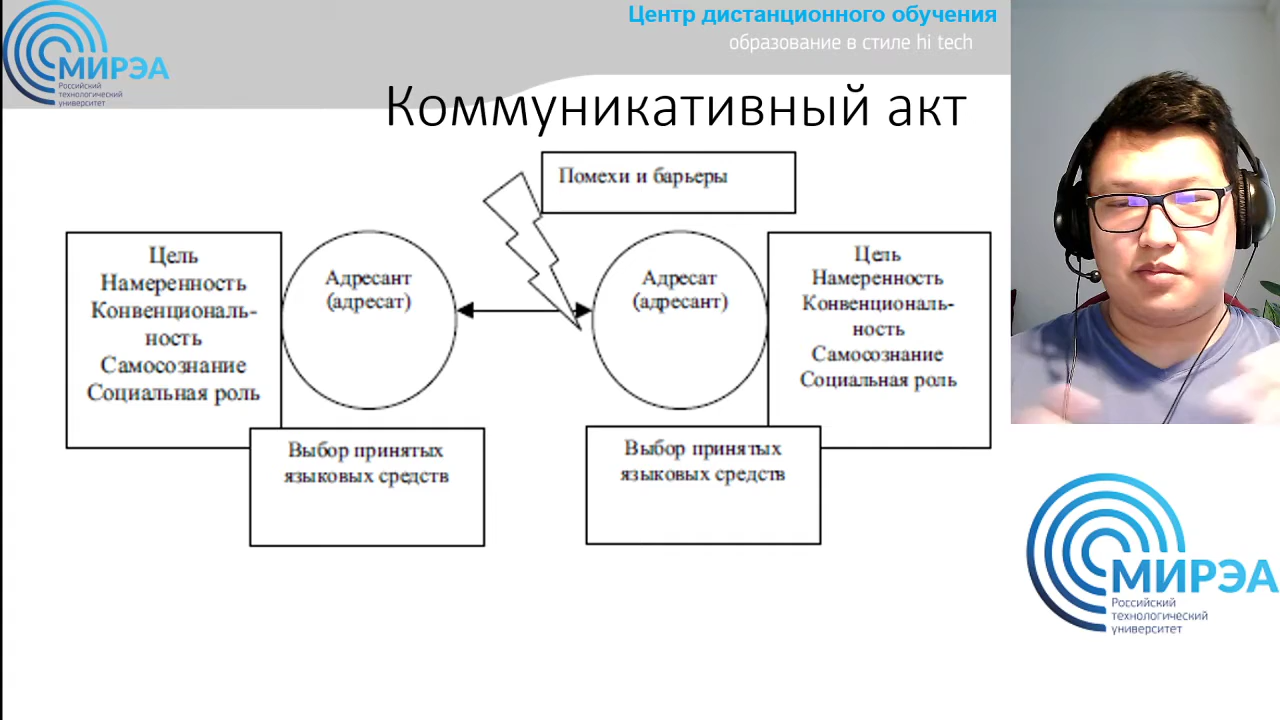 Центр дистанционного обучения
образование в стиле hi tech
МИРЭА
Российский
технологический
университет
Коммуникативный акт
Помехи и барьеры
Цель
Намеренность
Конвенциональ-
ность
Самосознание
Социальная роль
Адресант
(адресат)
Адресат
(адресант)
Цель
Намеренность
Конвенциональ-
ность
Самосознание
Социальная роль
Выбор принятых
языковых средств
Выбор принятых
языковых средств
МИРЭА
Российский
технологический
университет